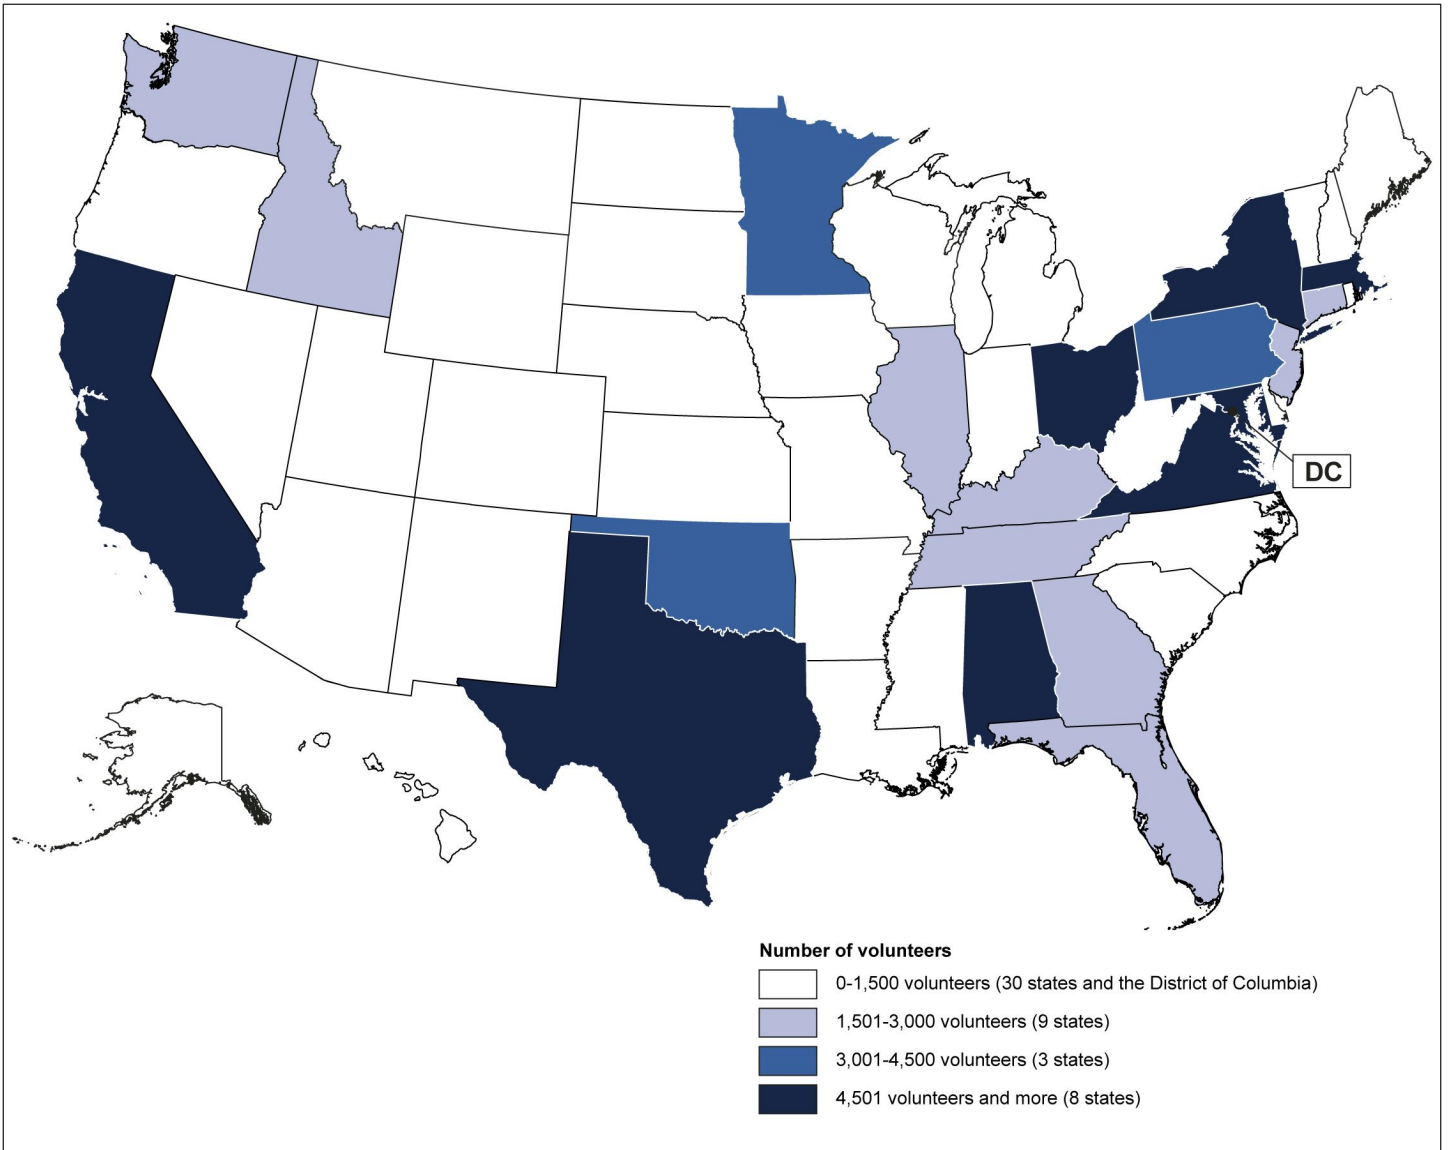 DC
Number of volunteers
0-1,500 volunteers (30 states and the District of Columbia)
1,501-3,000 volunteers (9 states)
3,001-4,500 volunteers (3 states)
4,501 volunteers and more (8 states)